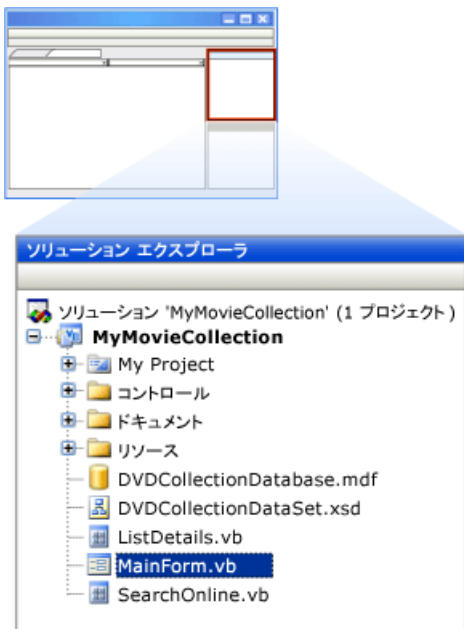 ソリューション エクスプローラ
ソリューション 'MyMovieCollection' (1 プロジェクト)
MyMovieCollection
My Project
コントロール
ドキュメント
リソース
DVDCollectionDatabase.mdf
DVDCollectionDataSet.xsd
ListDetails.vb
MainForm.vb
SearchOnline.vb